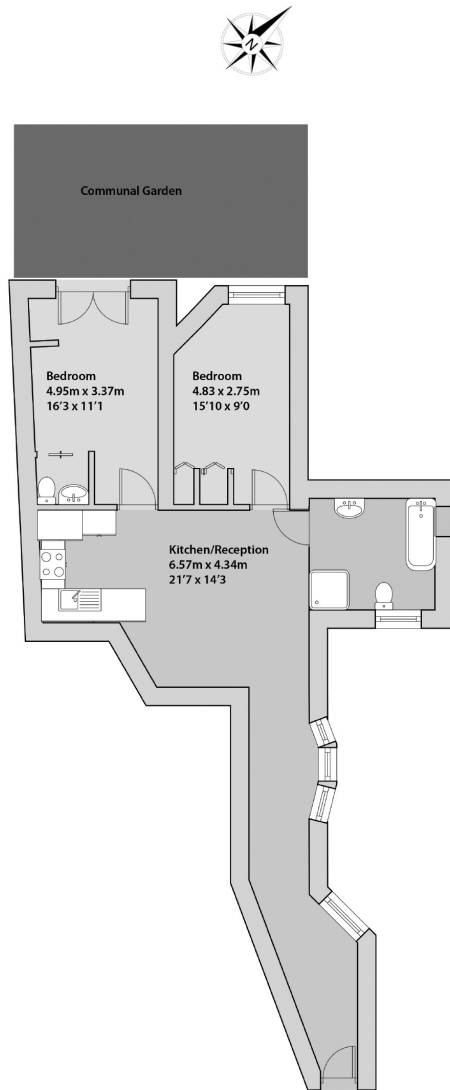 N
Communal Garden
Bedroom
4.95m x 3.37m
16'3 x 11'1
Bedroom
4.83 x 2.75m
15'10 x 9'0
Kitchen/Reception
6.57m x 4.34m
21'7 x 14'3